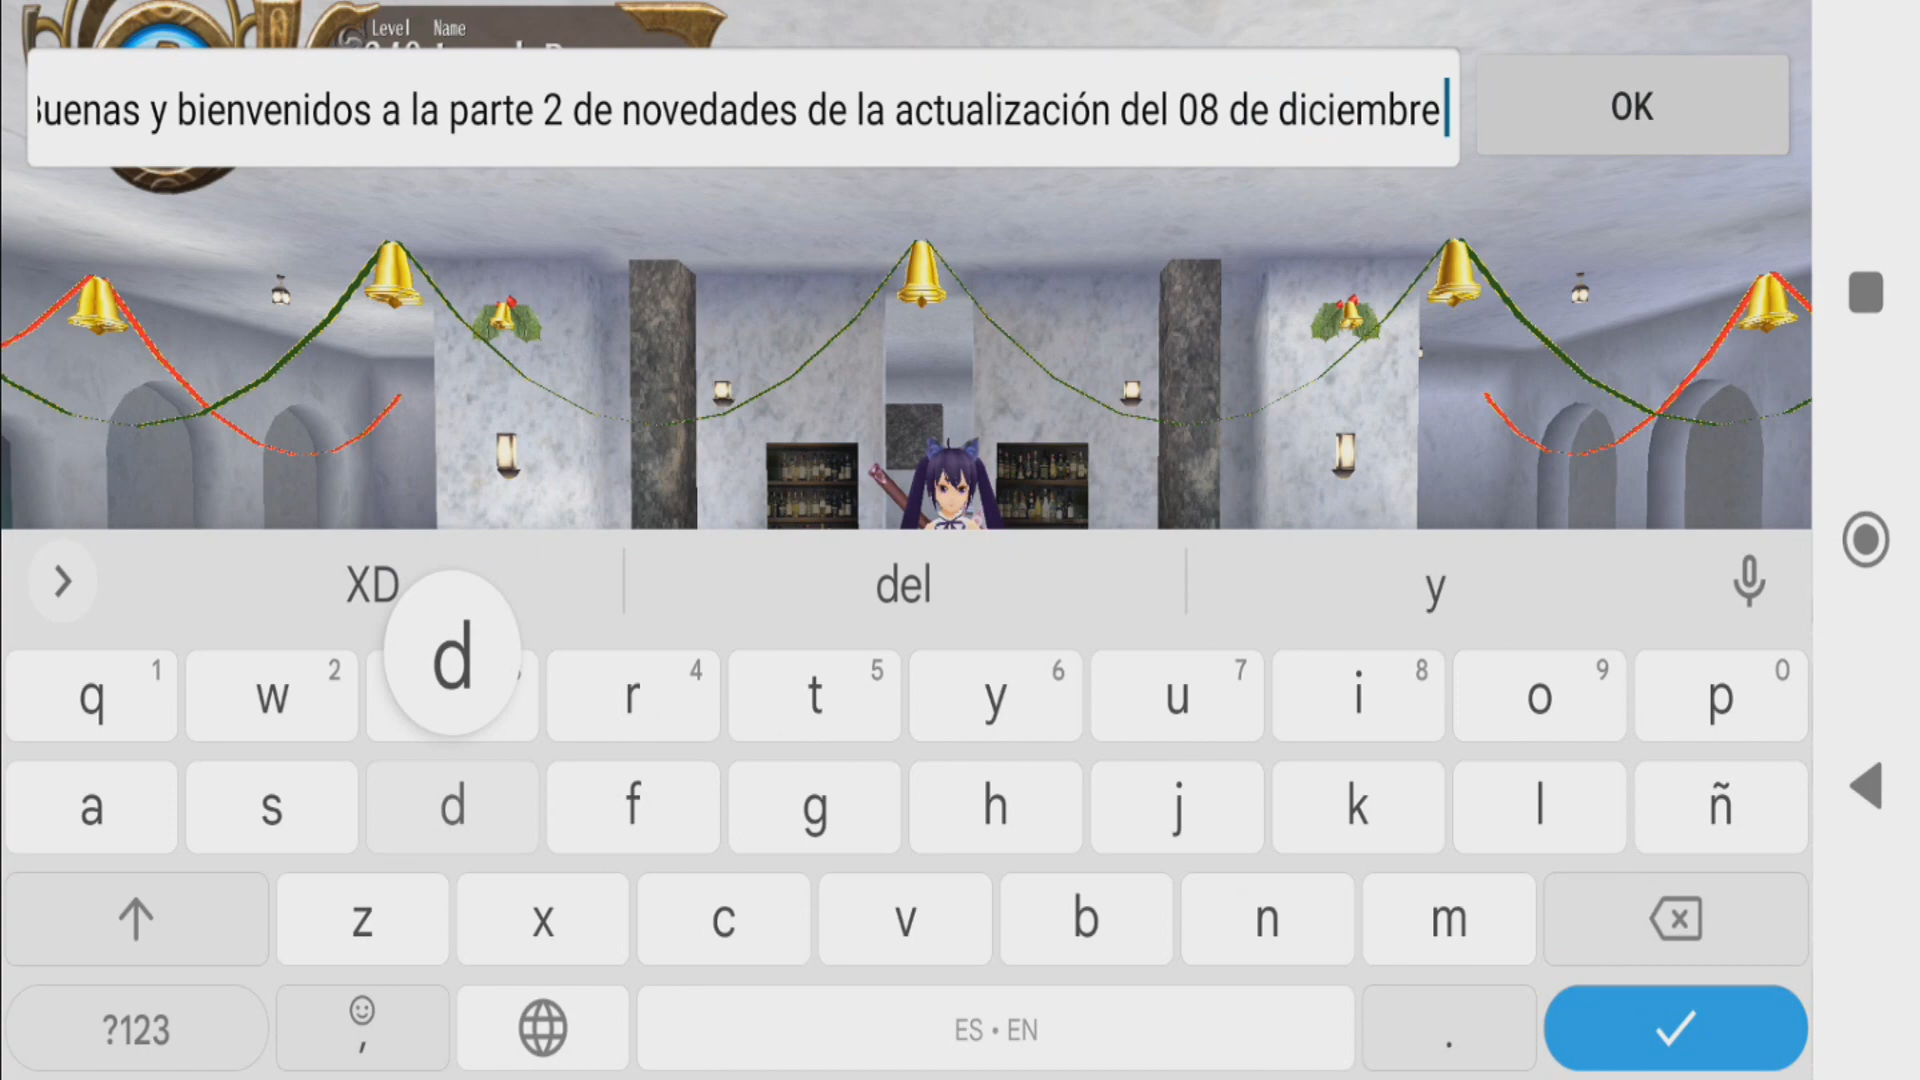 Level Name
Buenas y bienvenidos a la parte 2 de novedades de la actualización del 08 de diciembre
OK
XD del y
d
q 1 w 2 r 4 t 5 y 6 u 7 i 8 o 9 p 0
a s d f g h j k l ñ
z x c v b n m
?123 , ES • EN .